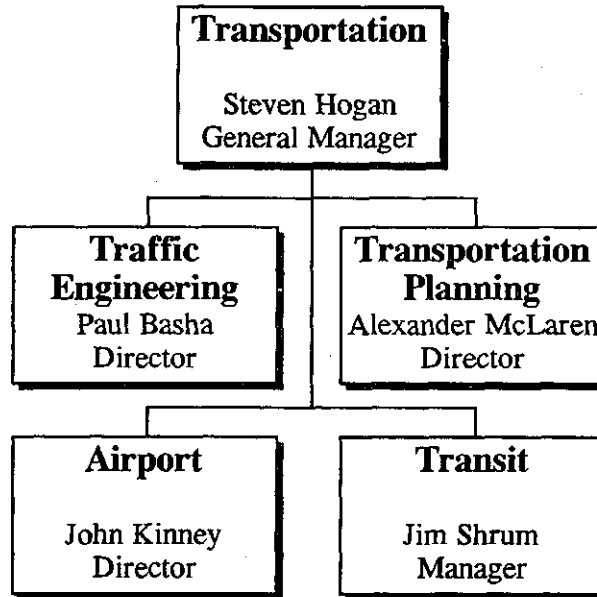 Transportation
Steven Hogan
General Manager
Traffic
Engineering
Paul Basha
Director
Transportation
Planning
Alexander McLaren
Director
Airport
John Kinney
Director
Transit
Jim Shrum
Manager